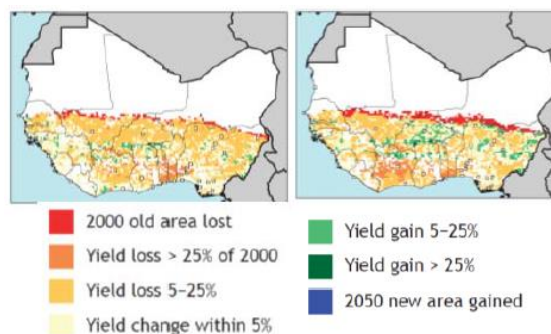 2000 old area lost
Yield loss > 25% of 2000
Yield loss 5–25%
Yield change within 5%
Yield gain 5–25%
Yield gain > 25%
2050 new area gained